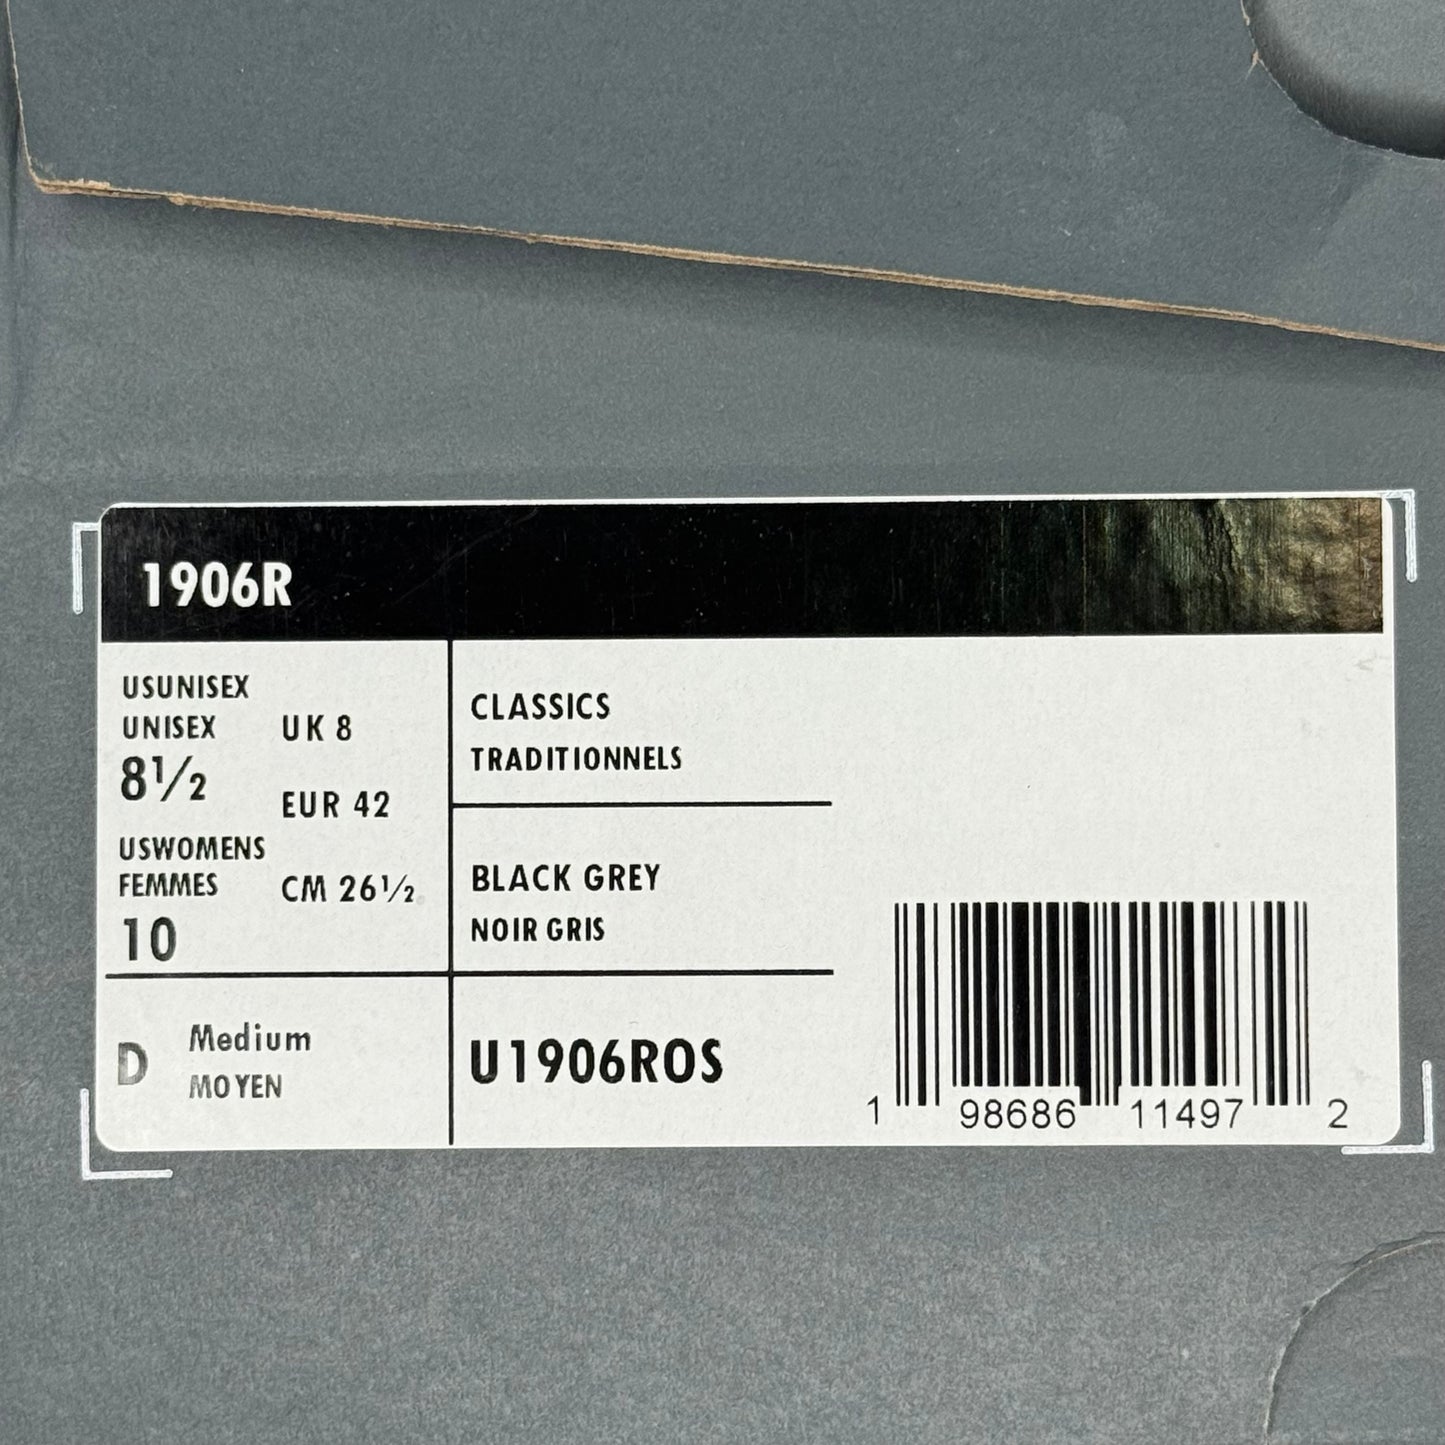 1906R
USUNISEX
UNISEX
8½
UK 8
EUR 42
USWOMENS
FEMMES
10
CM 26½
CLASSICS
TRADITIONNELS
BLACK GREY
NOIR GRIS
D
Medium
MOYEN
U1906ROS
1 98686 11497 2